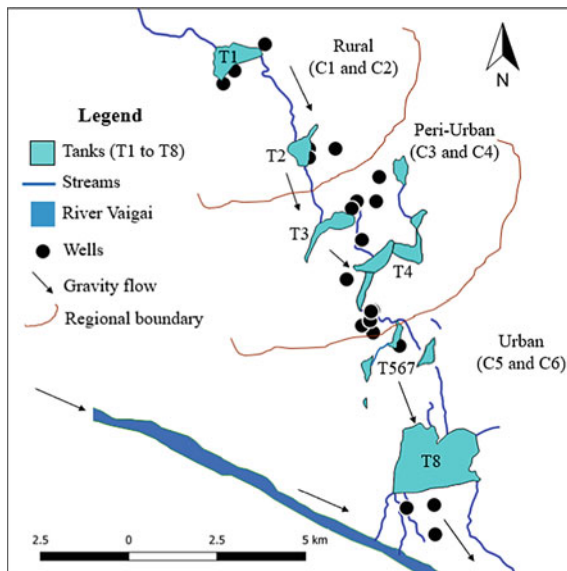 T1
Rural
(C1 and C2)
N
Legend
Tanks (T1 to T8)
Streams
River Vaigai
Wells
Gravity flow
Regional boundary
T2
Peri-Urban
(C3 and C4)
T3
T4
Urban
(C5 and C6)
T567
T8
2.5 0 2.5 5 km